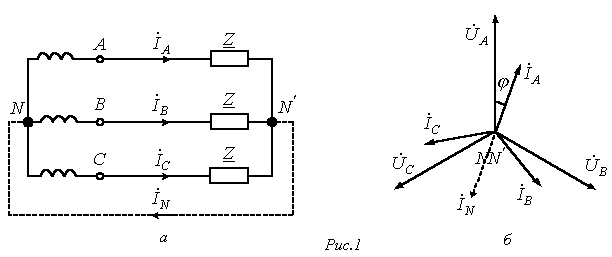 A İ_A Z
N B İ_B Z N'
C İ_C Z
İ_N
а
U̇_A
İ_A
φ
İ_C
NN'
U̇_C U̇_B
İ_N İ_B
б
Рис.1